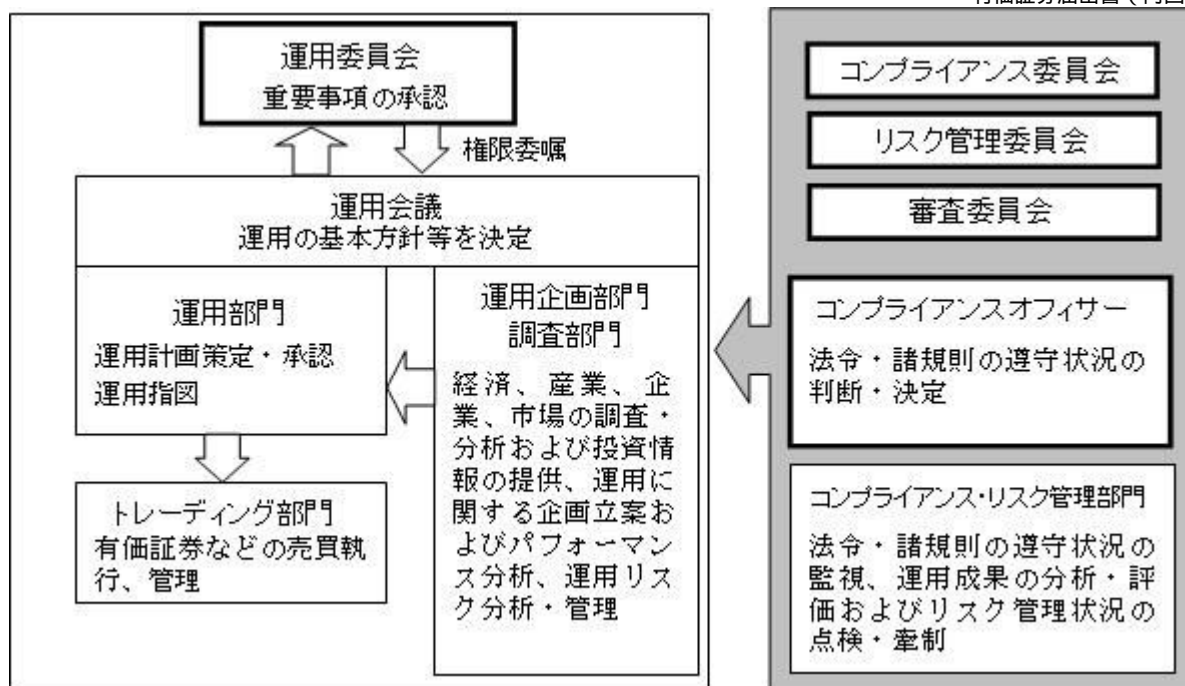 運用委員会
重要事項の承認
権限委嘱
運用会議
運用の基本方針等を決定
運用部門
運用計画策定・承認
運用指図
トレーディング部門
有価証券などの売買執
行、管理
運用企画部門
調査部門
経済、産業、企
業、市場の調査・
分析および投資情
報の提供、運用に
関する企画立案お
よびパフォーマン
ス分析、運用リス
ク分析・管理
コンプライアンス委員会
リスク管理委員会
審査委員会
コンプライアンスオフィサー
法令・諸規則の遵守状況の
判断・決定
コンプライアンス・リスク管理部門
法令・諸規則の遵守状況の
監視、運用成果の分析・評
価およびリスク管理状況の
点検・牽制